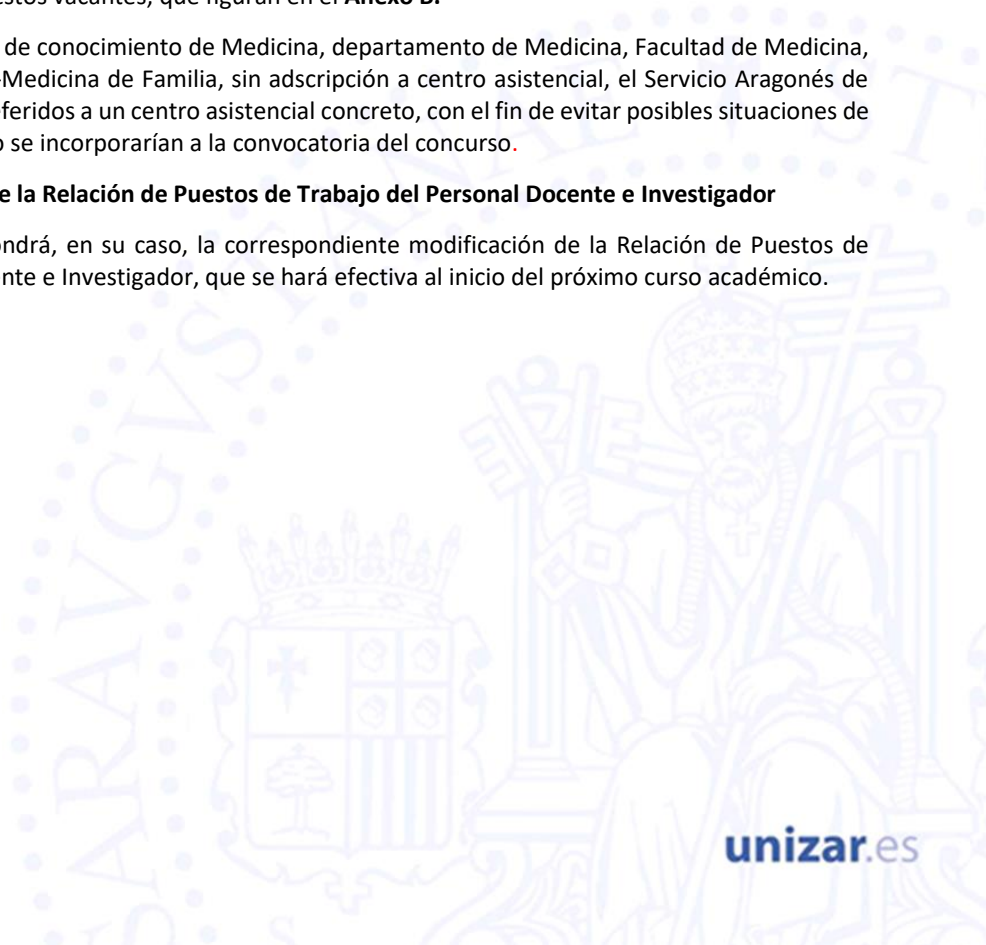 estos vacantes, que figuran en el Anexo B.
de conocimiento de Medicina, departamento de Medicina, Facultad de Medicina,
-Medicina de Familia, sin adscripción a centro asistencial, el Servicio Aragonés de
eferidos a un centro asistencial concreto, con el fin de evitar posibles situaciones de
o se incorporarían a la convocatoria del concurso.
e la Relación de Puestos de Trabajo del Personal Docente e Investigador
ondrá, en su caso, la correspondiente modificación de la Relación de Puestos de
nte e Investigador, que se hará efectiva al inicio del próximo curso académico.
unizar.es